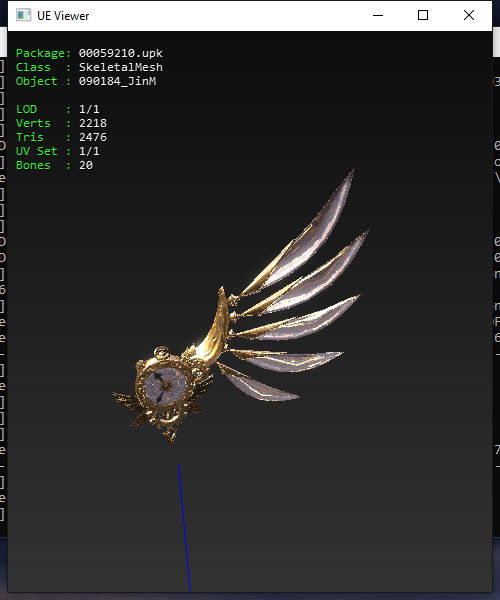 UE Viewer
Package: 00059210.upk
Class : SkeletalMesh
Object : 090184_JinM
LOD : 1/1
Verts : 2218
Tris : 2476
UV Set : 1/1
Bones : 20